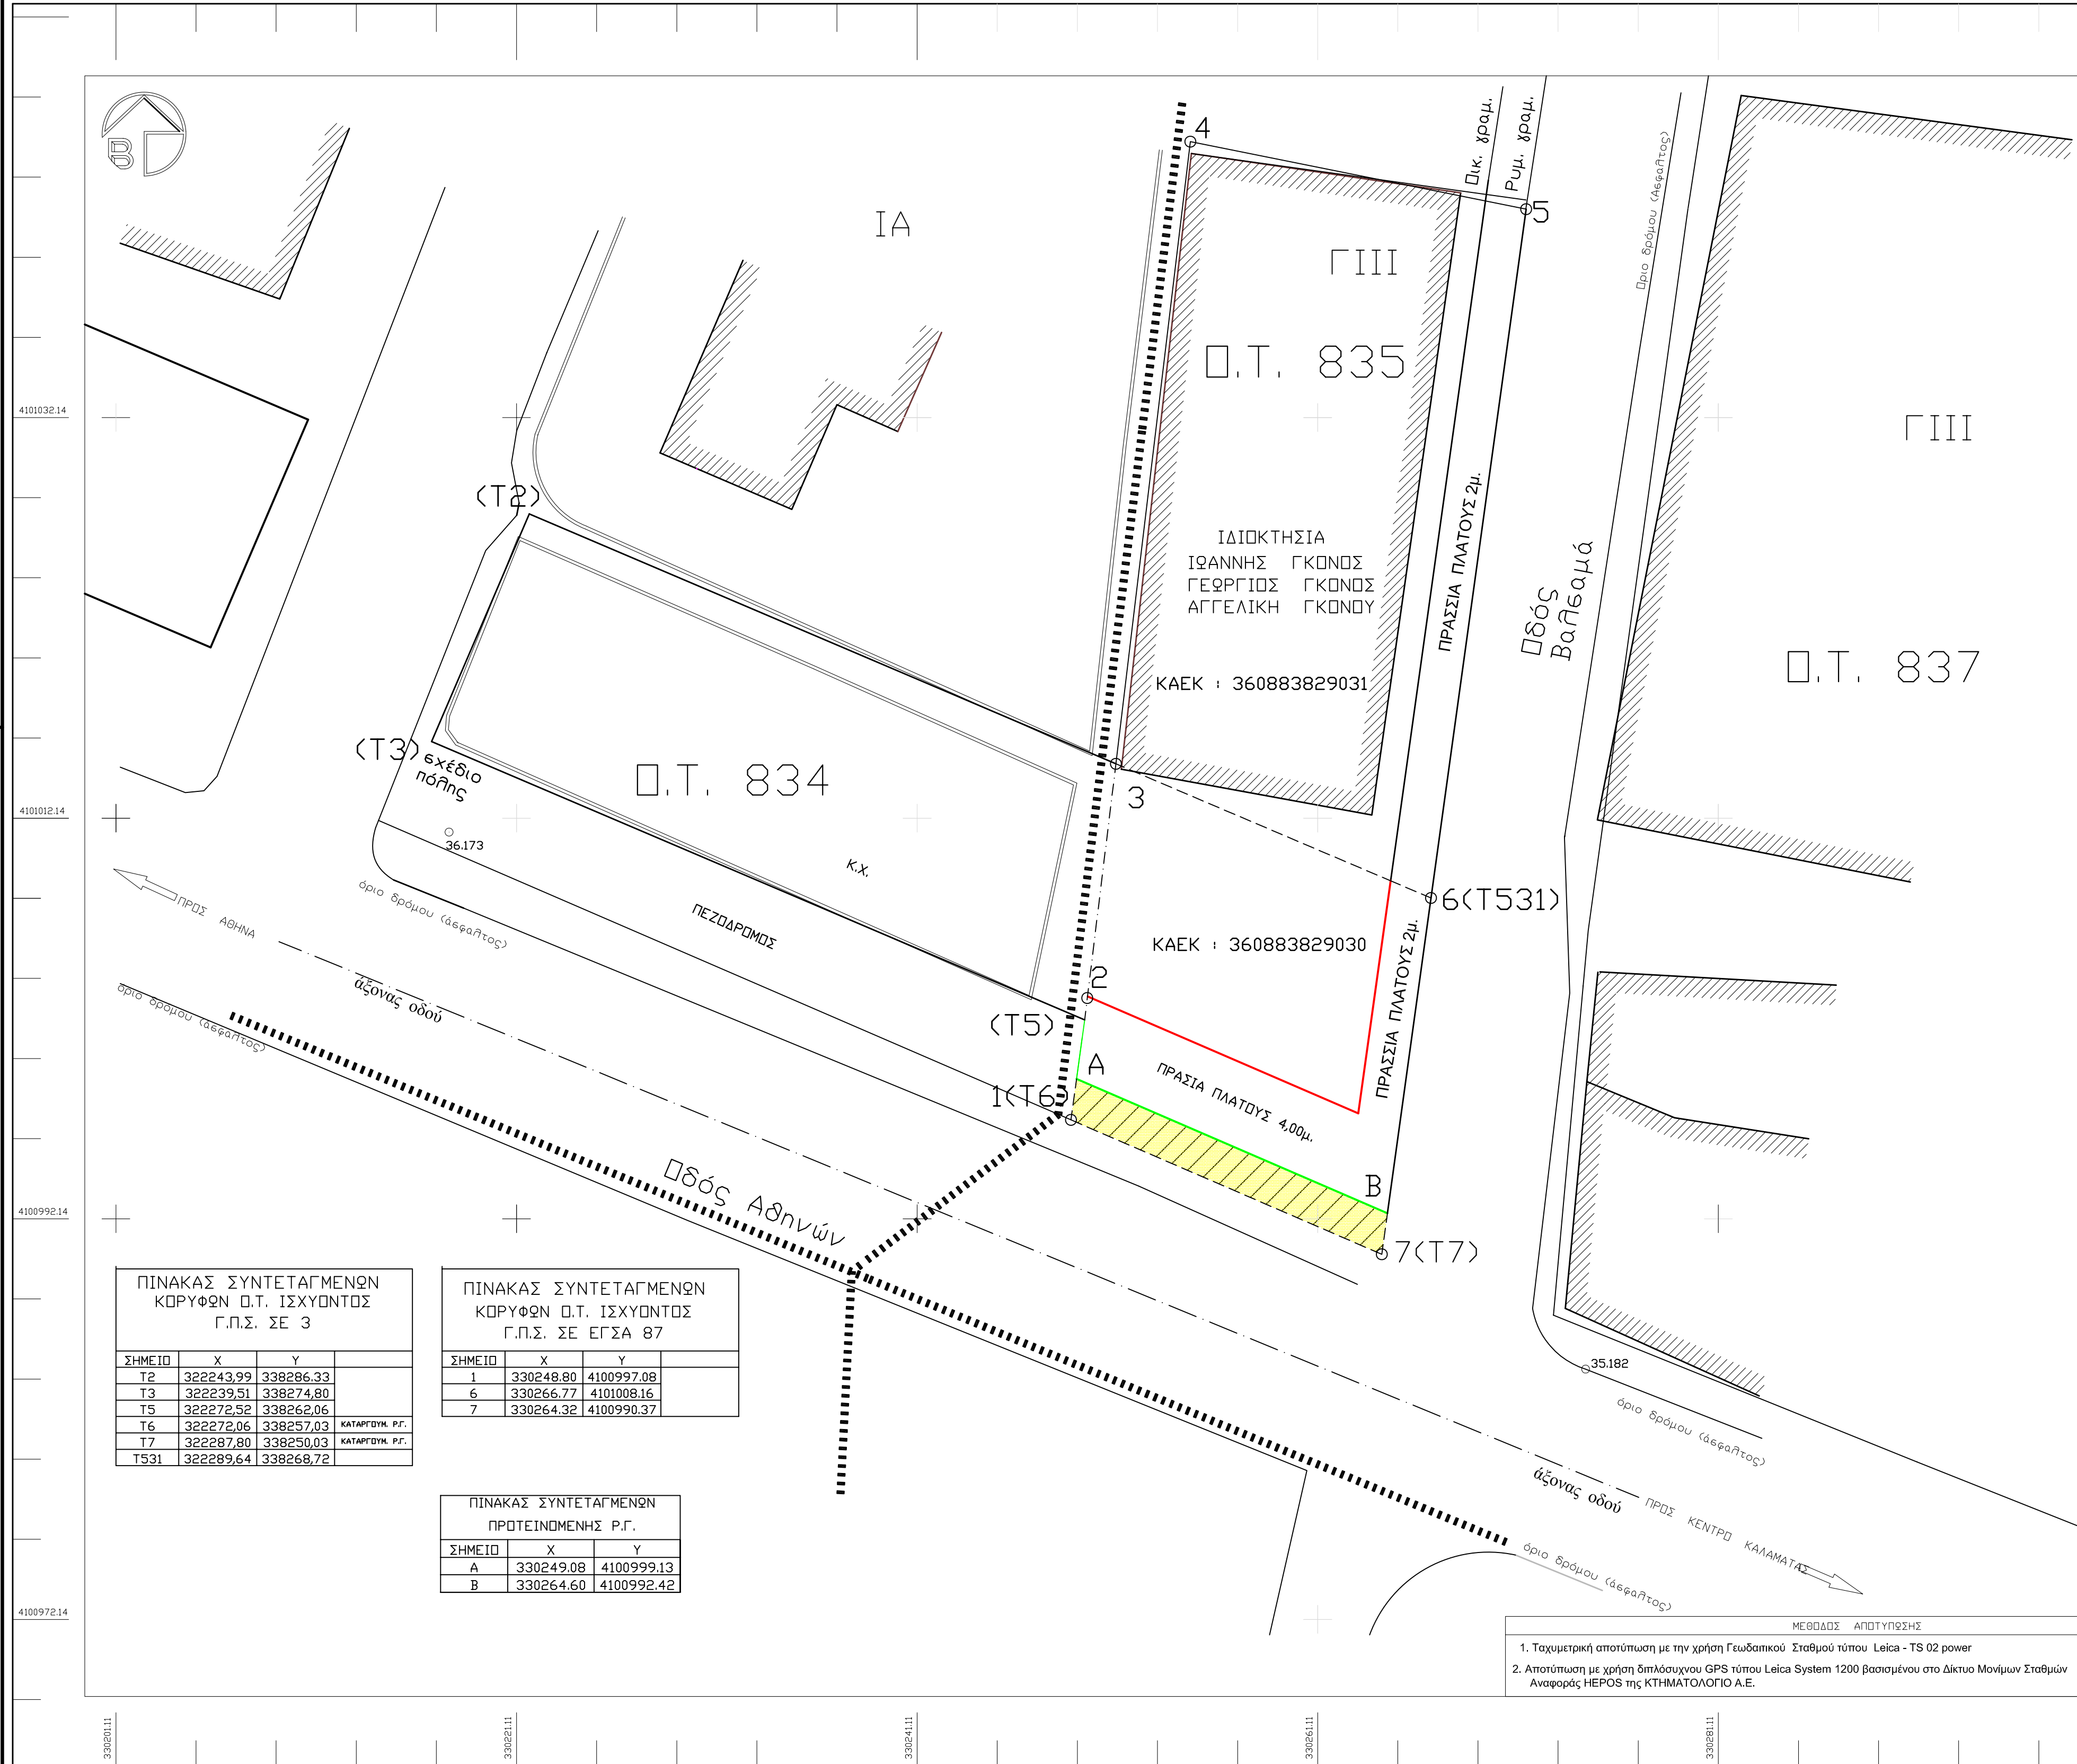 Β
4
5
Οικ. γραμ.
Ρυμ. γραμ.
Οριο δρόμου (Ασφαλτος)
ΙΑ
ΓΙΙΙ
Ο.Τ. 835
4101032.14
ΓΙΙΙ
(Τ2)
ΙΔΙΟΚΤΗΣΙΑ
ΙΩΑΝΝΗΣ ΓΚΟΝΟΣ
ΓΕΩΡΓΙΟΣ ΓΚΟΝΟΣ
ΑΓΓΕΛΙΚΗ ΓΚΟΝΟΥ
ΠΡΑΣΣΙΑ ΠΛΑΤΟΥΣ 2μ.
Οδός
Βαλσαμά
Ο.Τ. 837
ΚΑΕΚ : 360883829031
(Τ3)
σχέδιο
πόλης
Ο.Τ. 834
3
4101012.14
36.173
Κ.Χ.
6(Τ531)
όριο δρόμου (άσφαλτος)
ΠΡΟΣ ΑΘΗΝΑ
ΠΕΖΟΔΡΟΜΟΣ
ΚΑΕΚ : 360883829030
ΠΡΑΣΣΙΑ ΠΛΑΤΟΥΣ 2μ.
2
άξονας οδού
όριο δρόμου (άσφαλτος)
(Τ5)
Α
1(Τ6)
ΠΡΑΣΙΑ ΠΛΑΤΟΥΣ 4,00μ.
Οδός Αθηνών
Β
7(Τ7)
4100992.14
ΠΙΝΑΚΑΣ ΣΥΝΤΕΤΑΓΜΕΝΩΝ
ΚΟΡΥΦΩΝ Ο.Τ. ΙΣΧΥΟΝΤΟΣ
Γ.Π.Σ. ΣΕ 3
ΣΗΜΕΙΟ Χ Υ
Τ2 322243,99 338286.33
Τ3 322239,51 338274,80
Τ5 322272,52 338262,06
Τ6 322272,06 338257,03 ΚΑΤΑΡΓΟΥΜ. Ρ.Γ.
Τ7 322287,80 338250,03 ΚΑΤΑΡΓΟΥΜ. Ρ.Γ.
Τ531 322289,64 338268,72
ΠΙΝΑΚΑΣ ΣΥΝΤΕΤΑΓΜΕΝΩΝ
ΚΟΡΥΦΩΝ Ο.Τ. ΙΣΧΥΟΝΤΟΣ
Γ.Π.Σ. ΣΕ ΕΓΣΑ 87
ΣΗΜΕΙΟ Χ Υ
1 330248.80 4100997.08
6 330266.77 4101008.16
7 330264.32 4100990.37
35.182
όριο δρόμου (άσφαλτος)
ΠΙΝΑΚΑΣ ΣΥΝΤΕΤΑΓΜΕΝΩΝ
ΠΡΟΤΕΙΝΟΜΕΝΗΣ Ρ.Γ.
ΣΗΜΕΙΟ Χ Υ
Α 330249.08 4100999.13
Β 330264.60 4100992.42
άξονας οδού
ΠΡΟΣ ΚΕΝΤΡΟ ΚΑΛΑΜΑΤΑΣ
όριο δρόμου (άσφαλτος)
4100972.14
ΜΕΘΟΔΟΣ ΑΠΟΤΥΠΩΣΗΣ
1. Ταχυμετρική αποτύπωση με την χρήση Γεωδαιτικού Σταθμού τύπου Leica - TS 02 power
2. Αποτύπωση με χρήση διπλόσυχνου GPS τύπου Leica System 1200 βασισμένου στο Δίκτυο Μονίμων Σταθμών
Αναφοράς HEPOS της ΚΤΗΜΑΤΟΛΟΓΙΟ Α.Ε.
330201.11
330221.11
330241.11
330261.11
330281.11